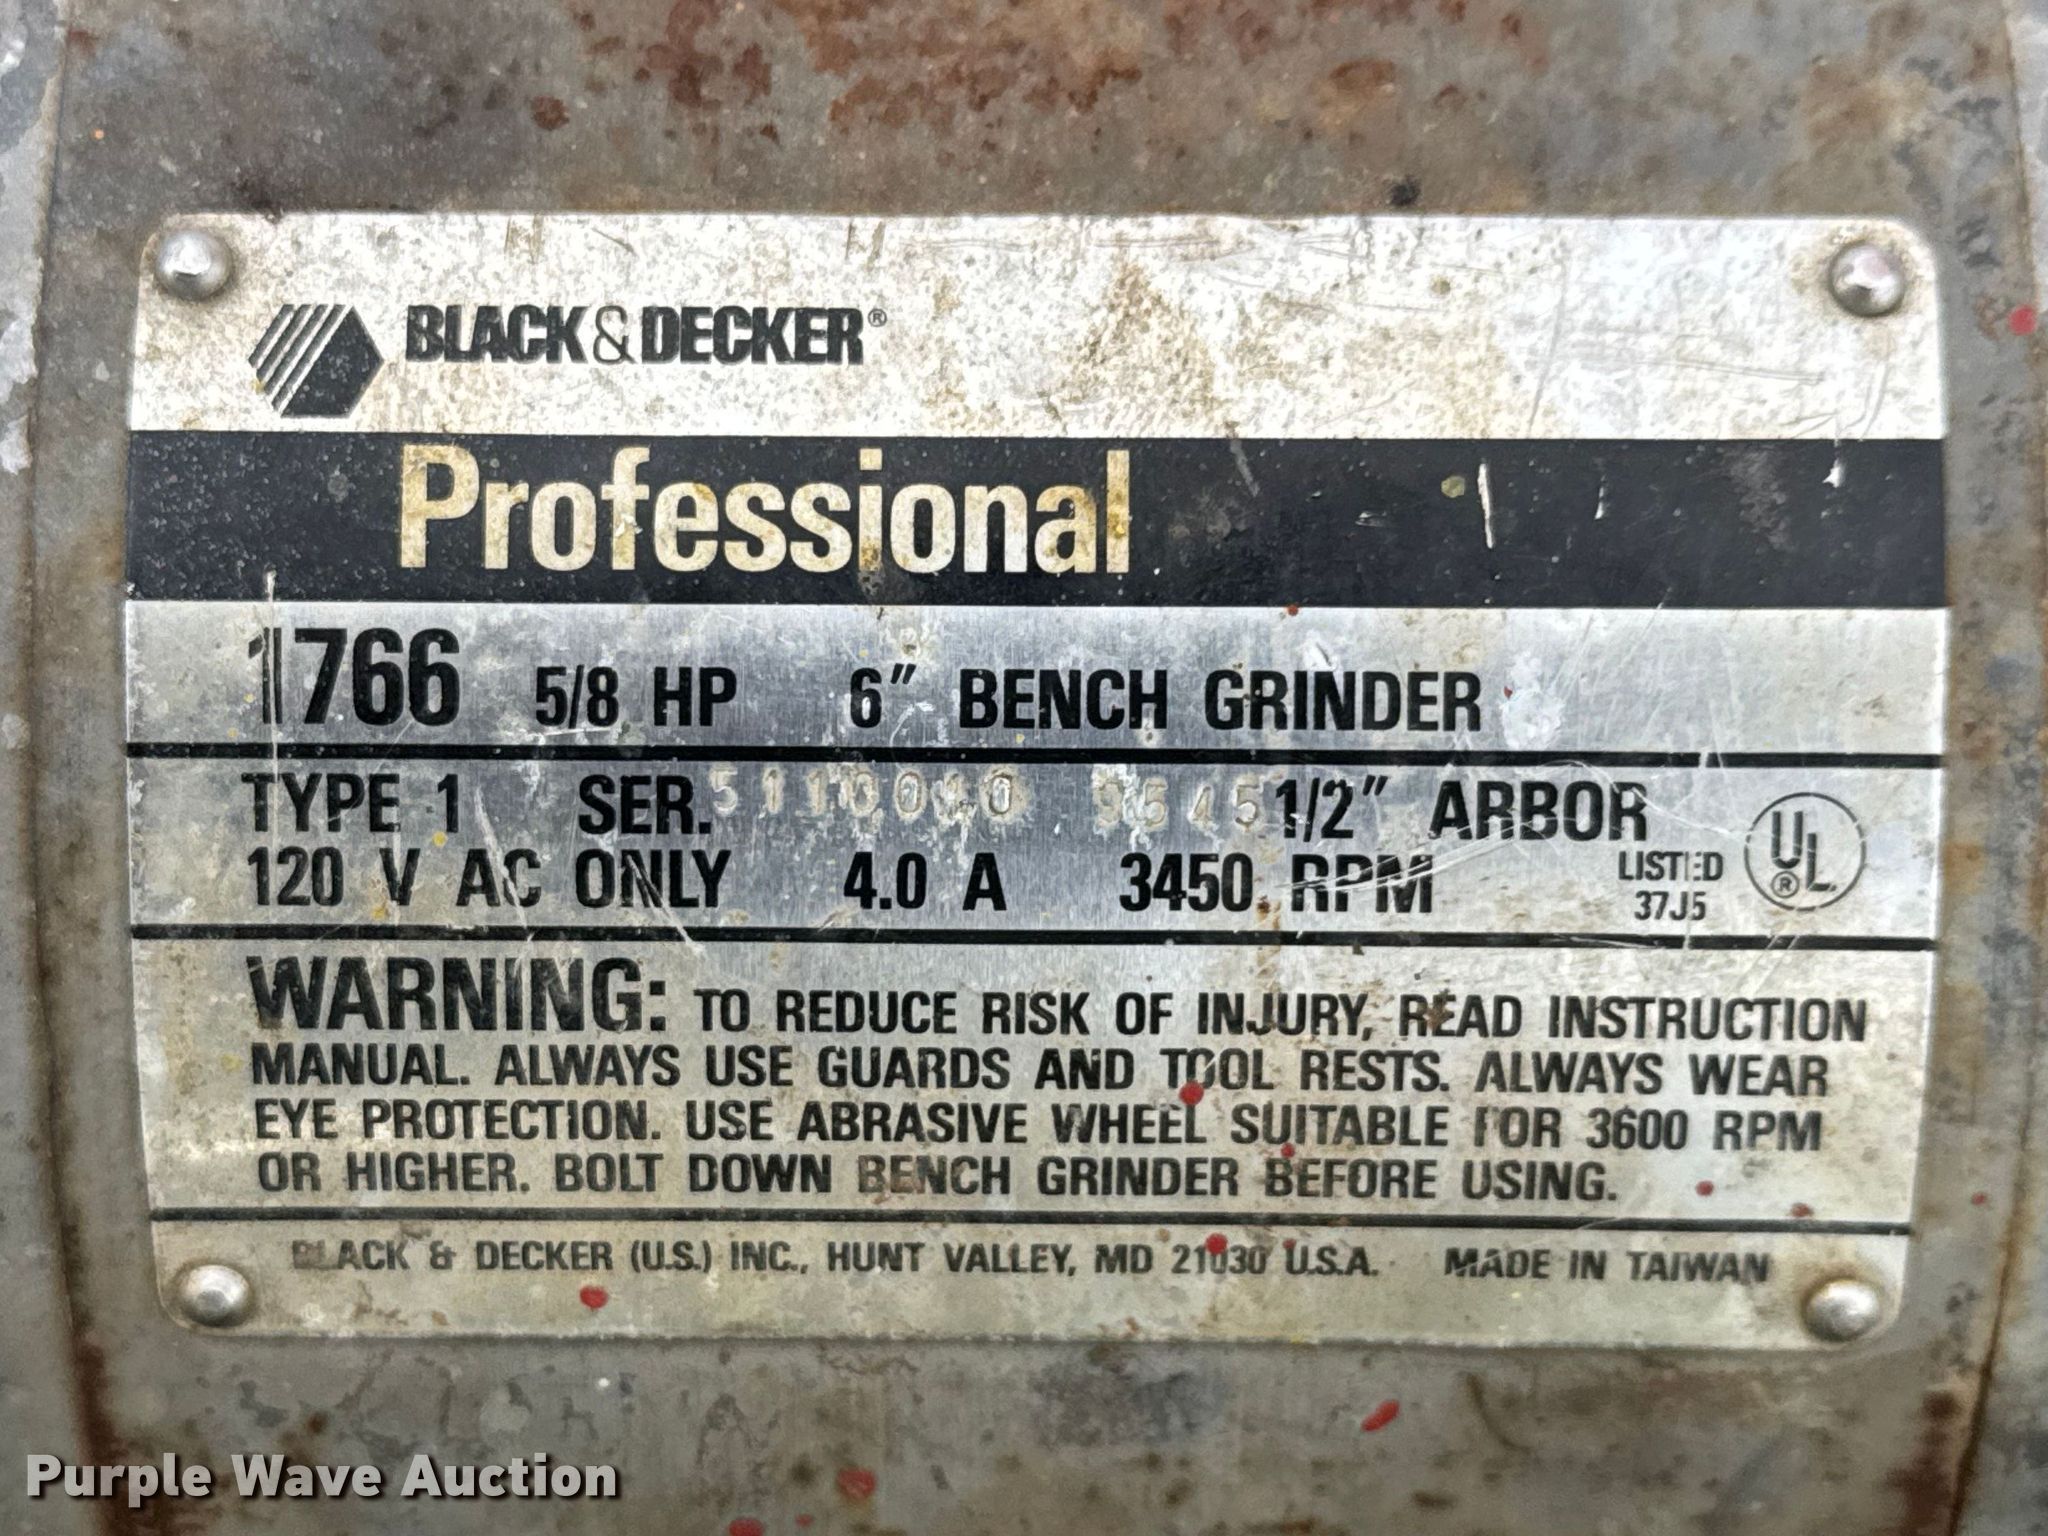 BLACK&DECKER®
Professional
1766 5/8 HP 6" BENCH GRINDER
TYPE 1 SER. 1/2" ARBOR
120 V AC ONLY 4.0 A 3450 RPM LISTED 37J5 UL®
WARNING: TO REDUCE RISK OF INJURY, READ INSTRUCTION
MANUAL. ALWAYS USE GUARDS AND TOOL RESTS. ALWAYS WEAR
EYE PROTECTION. USE ABRASIVE WHEEL SUITABLE FOR 3600 RPM
OR HIGHER. BOLT DOWN BENCH GRINDER BEFORE USING.
BLACK & DECKER (U.S.) INC., HUNT VALLEY, MD 21030 U.S.A. MADE IN TAIWAN
Purple Wave Auction